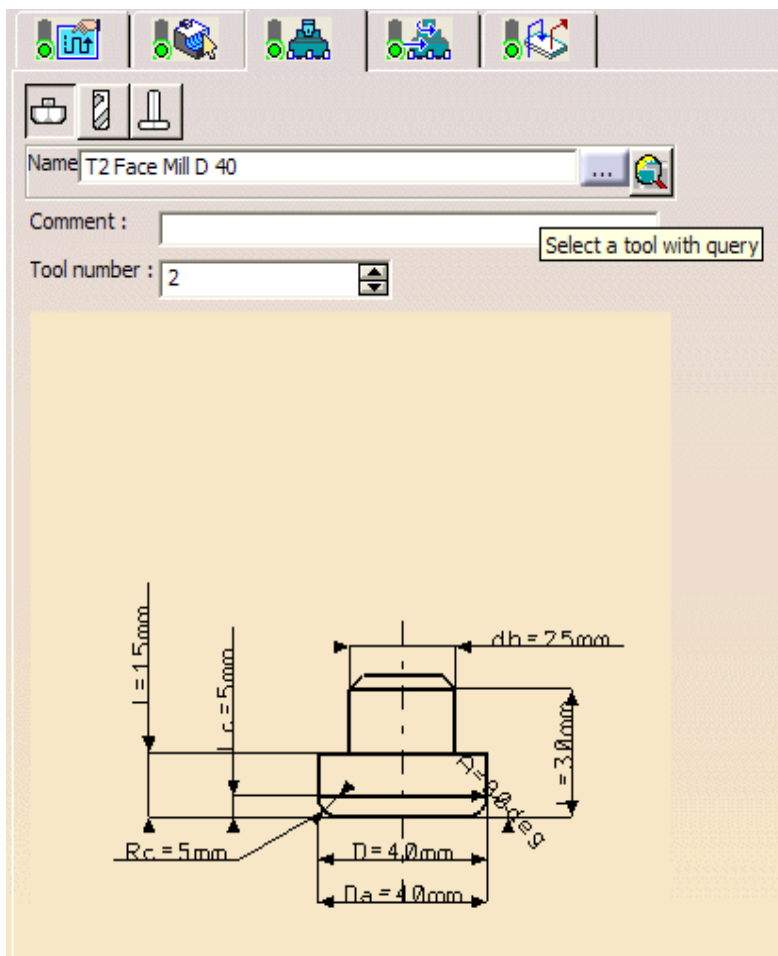 Name T2 Face Mill D 40 ...
Comment :
Select a tool with query
Tool number : 2
db = 25mm
l = 15mm
Lc = 5mm
L = 30mm
A = 90deg
Rc = 5mm
D = 40mm
Da = 40mm